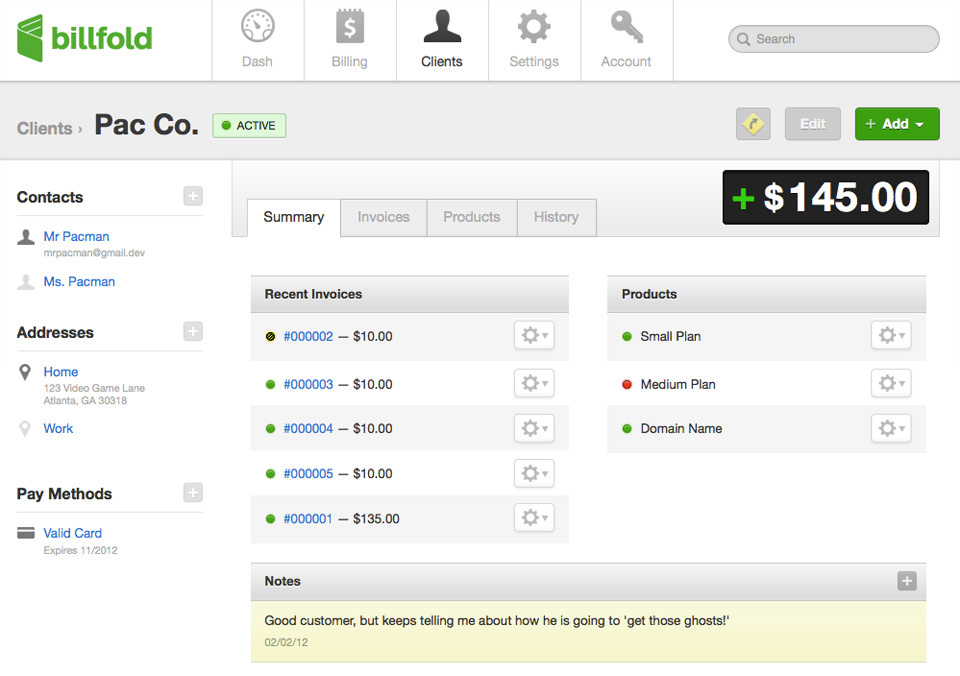 billfold
Dash
Billing
Clients
Settings
Account
Search
Clients › Pac Co.
ACTIVE
Edit
+ Add
Contacts
Mr Pacman
mrpacman@gmail.dev
Ms. Pacman
Addresses
Home
123 Video Game Lane
Atlanta, GA 30318
Work
Pay Methods
Valid Card
Expires 11/2012
Summary
Invoices
Products
History
+ $145.00
Recent Invoices
#000002 — $10.00
#000003 — $10.00
#000004 — $10.00
#000005 — $10.00
#000001 — $135.00
Products
Small Plan
Medium Plan
Domain Name
Notes
Good customer, but keeps telling me about how he is going to 'get those ghosts!'
02/02/12